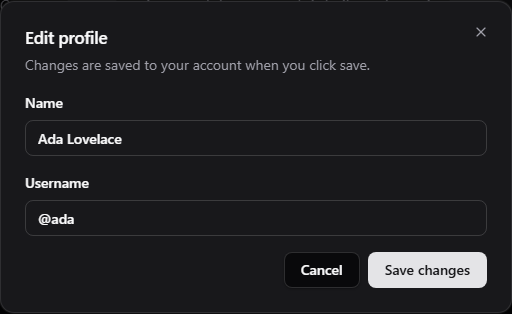 Edit profile
Changes are saved to your account when you click save.
Name
Ada Lovelace
Username
@ada
Cancel
Save changes